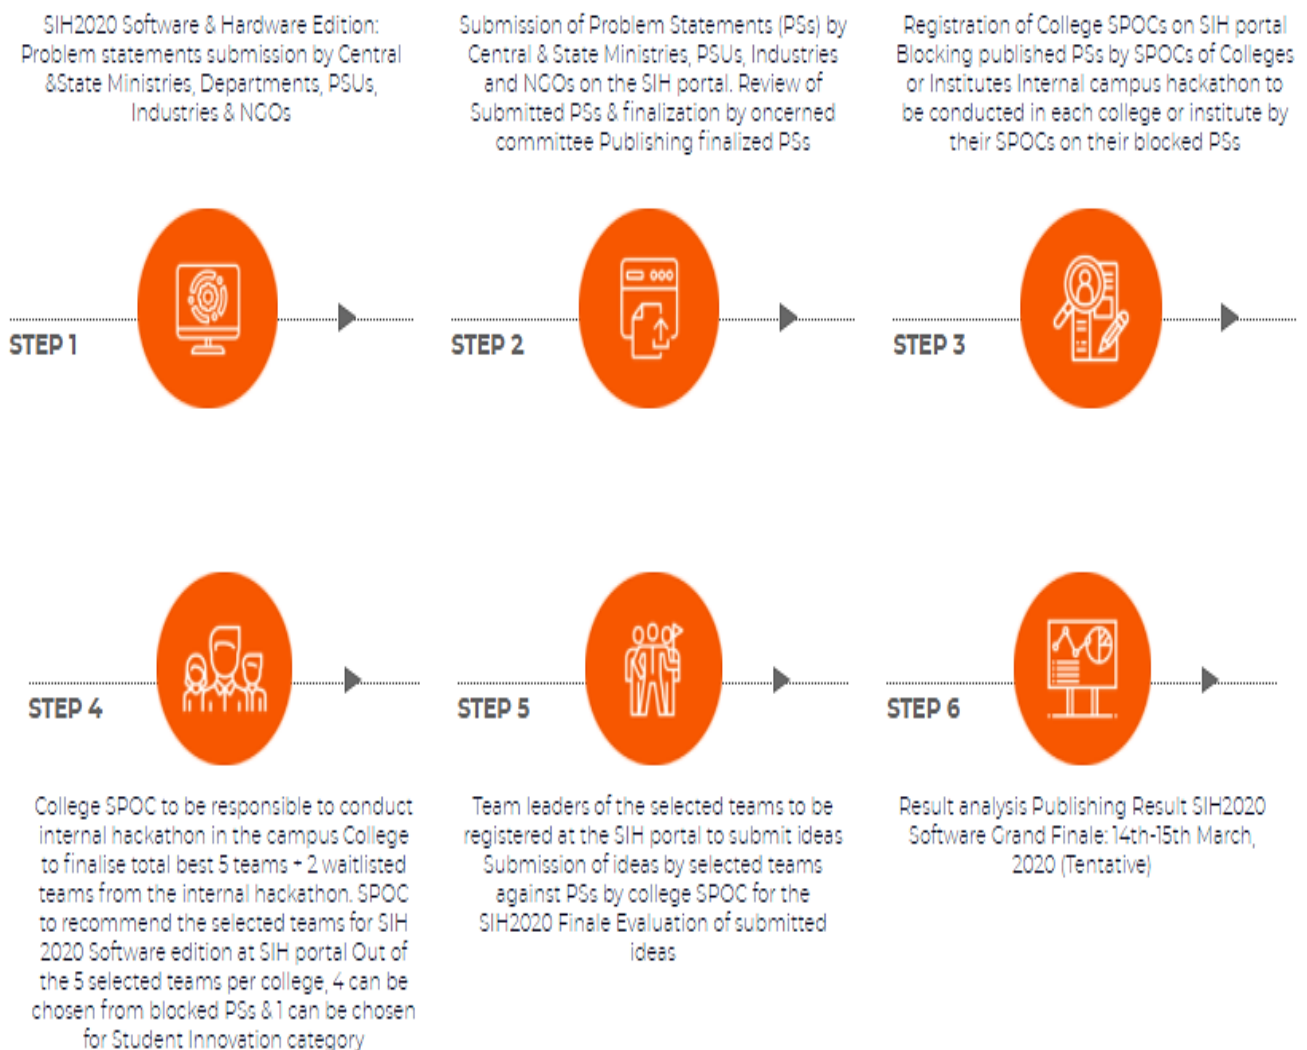 SIH2020 Software & Hardware Edition:
Problem statements submission by Central
&State Ministries, Departments, PSUs,
Industries & NGOs
STEP 1
Submission of Problem Statements (PSs) by
Central & State Ministries, PSUs, Industries
and NGOs on the SIH portal. Review of
Submitted PSs & finalization by oncerned
committee Publishing finalized PSs
STEP 2
Registration of College SPOCs on SIH portal
Blocking published PSs by SPOCs of Colleges
or Institutes Internal campus hackathon to
be conducted in each college or institute by
their SPOCs on their blocked PSs
STEP 3
STEP 4
College SPOC to be responsible to conduct
internal hackathon in the campus College
to finalise total best 5 teams + 2 waitlisted
teams from the internal hackathon. SPOC
to recommend the selected teams for SIH
2020 Software edition at SIH portal Out of
the 5 selected teams per college, 4 can be
chosen from blocked PSs & 1 can be chosen
for Student Innovation category
STEP 5
Team leaders of the selected teams to be
registered at the SIH portal to submit ideas
Submission of ideas by selected teams
against PSs by college SPOC for the
SIH2020 Finale Evaluation of submitted
ideas
STEP 6
Result analysis Publishing Result SIH2020
Software Grand Finale: 14th-15th March,
2020 (Tentative)